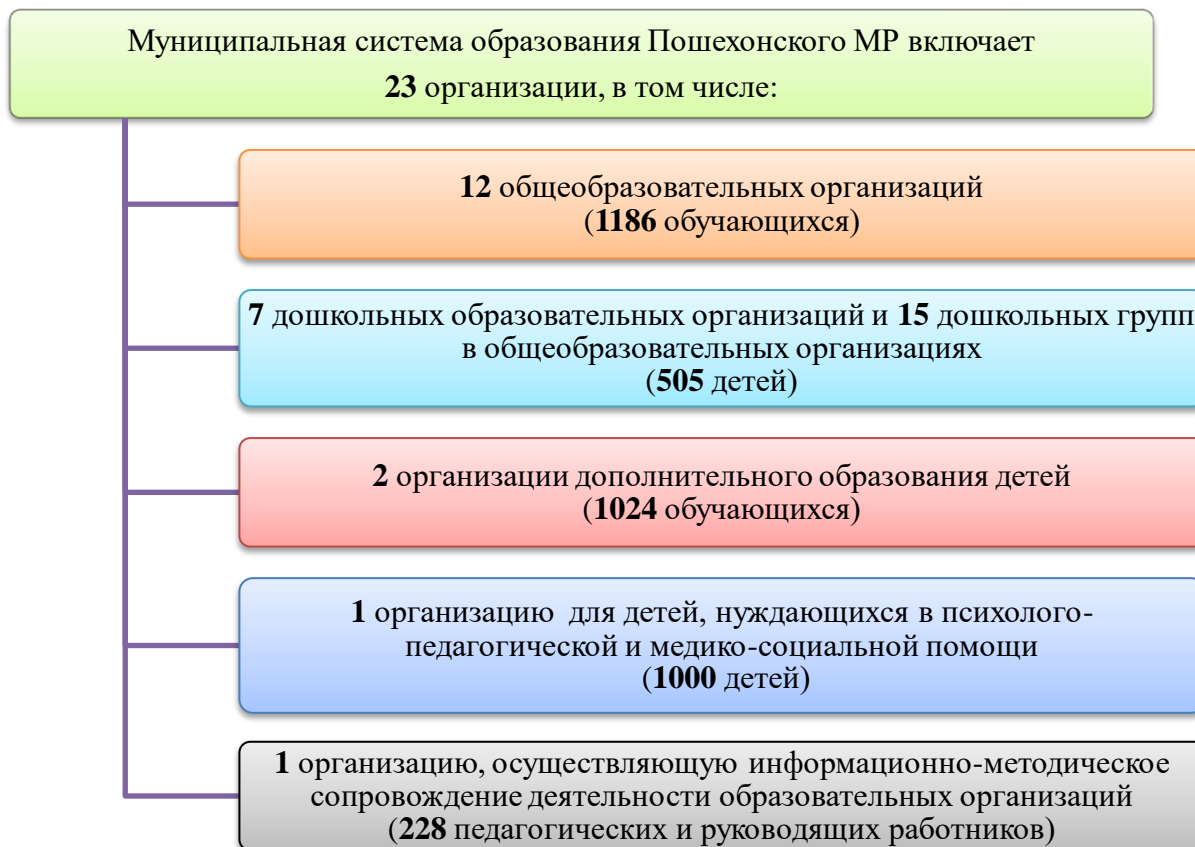 Муниципальная система образования Пошехонского МР включает
23 организации, в том числе:
12 общеобразовательных организаций
(1186 обучающихся)
7 дошкольных образовательных организаций и 15 дошкольных групп
в общеобразовательных организациях
(505 детей)
2 организации дополнительного образования детей
(1024 обучающихся)
1 организацию для детей, нуждающихся в психолого-
педагогической и медико-социальной помощи
(1000 детей)
1 организацию, осуществляющую информационно-методическое
сопровождение деятельности образовательных организаций
(228 педагогических и руководящих работников)